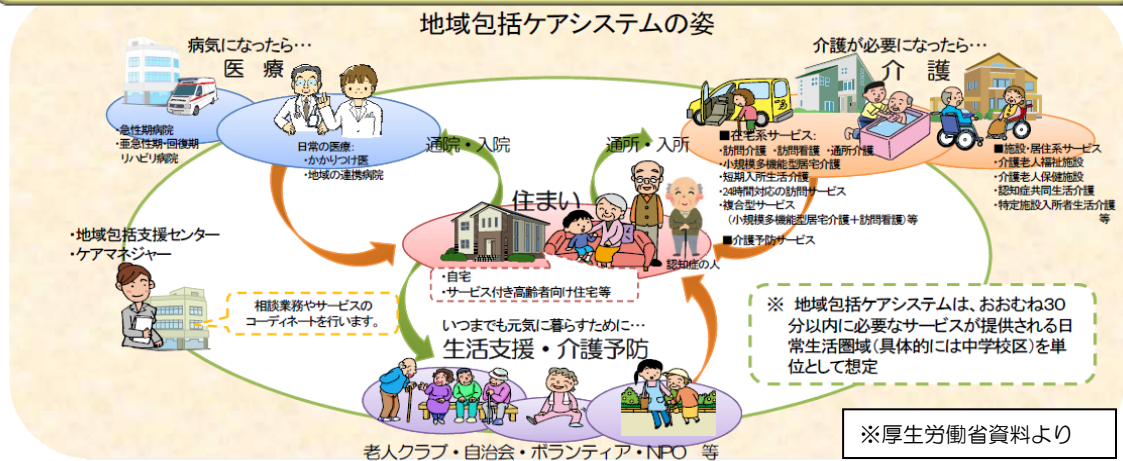 地域包括ケアシステムの姿
病気になったら…
医 療
・急性期病院
・亜急性期・回復期
リハビリ病院
日常の医療:
・かかりつけ医
・地域の連携病院
通院・入院
通所・入所
介護が必要になったら…
介 護
■在宅系サービス:
・訪問介護 ・訪問看護 ・通所介護
・小規模多機能型居宅介護
・短期入所生活介護
・24時間対応の訪問サービス
・複合型サービス
(小規模多機能型居宅介護+訪問看護)等
■介護予防サービス
■施設・居住系サービス
・介護老人福祉施設
・介護老人保健施設
・認知症共同生活介護
・特定施設入所者生活介護
等
住まい
認知症の人
・自宅
・サービス付き高齢者向け住宅等
・地域包括支援センター
・ケアマネジャー
相談業務やサービスの
コーディネートを行います。
いつまでも元気に暮らすために…
生活支援・介護予防
老人クラブ・自治会・ボランティア・NPO 等
※ 地域包括ケアシステムは、おおむね30
分以内に必要なサービスが提供される日
常生活圏域(具体的には中学校区)を単
位として想定
※厚生労働省資料より